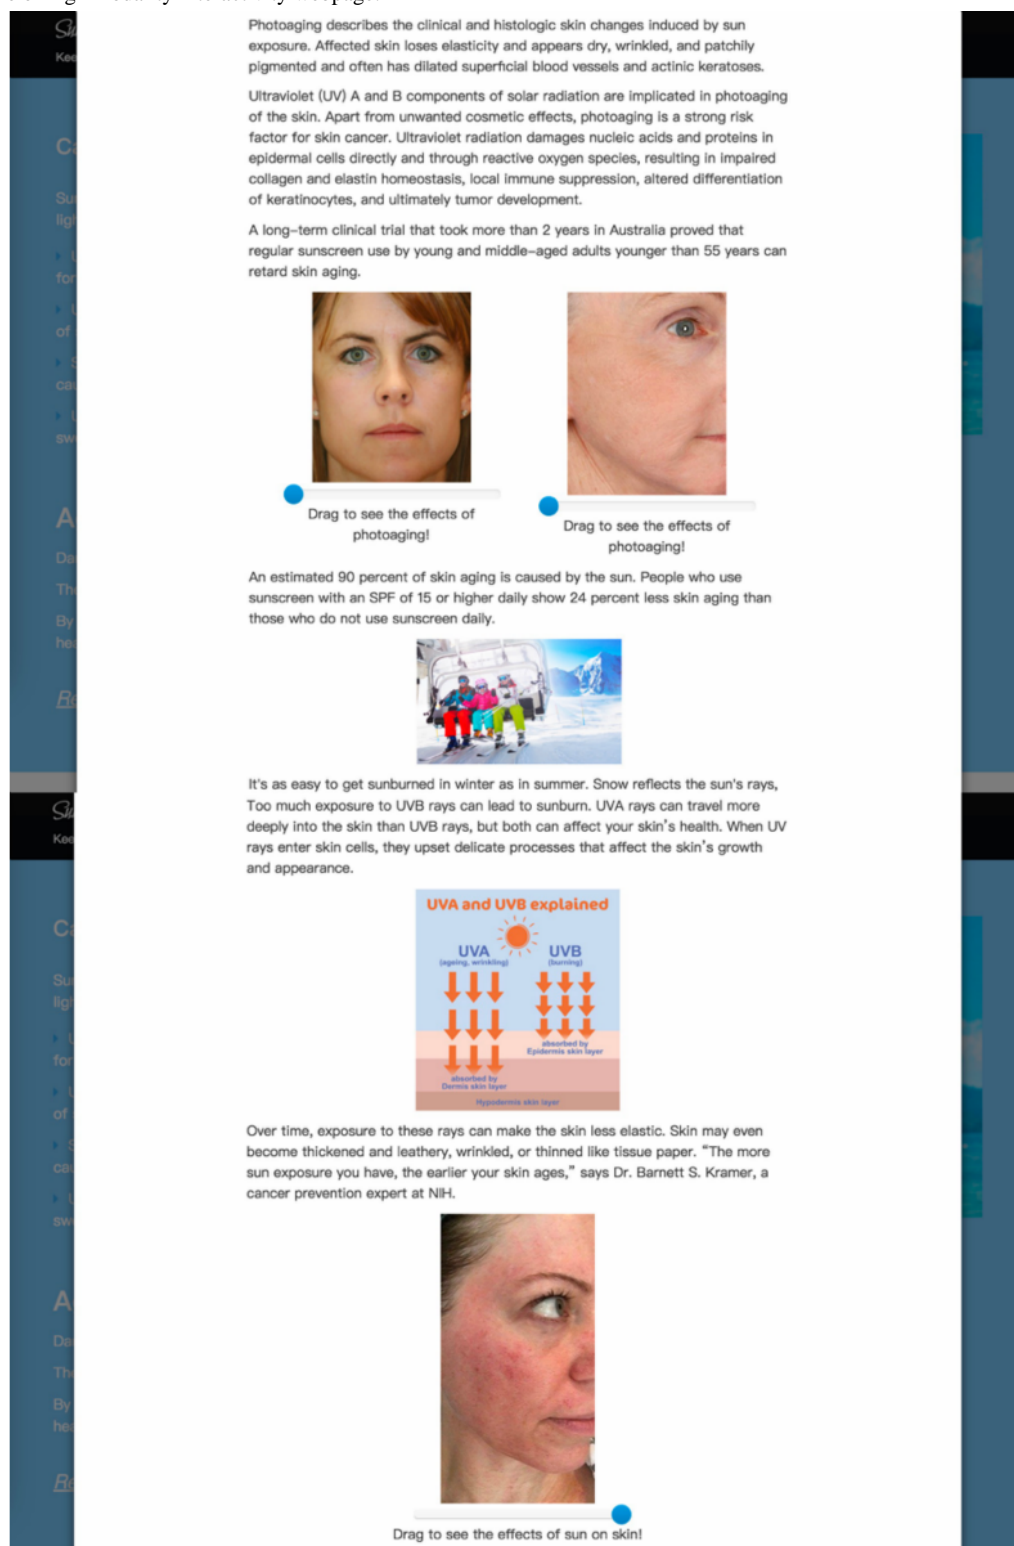 Photoaging describes the clinical and histologic skin changes induced by sun
exposure. Affected skin loses elasticity and appears dry, wrinkled, and patchily
pigmented and often has dilated superficial blood vessels and actinic keratoses.
Ultraviolet (UV) A and B components of solar radiation are implicated in photoaging
of the skin. Apart from unwanted cosmetic effects, photoaging is a strong risk
factor for skin cancer. Ultraviolet radiation damages nucleic acids and proteins in
epidermal cells directly and through reactive oxygen species, resulting in impaired
collagen and elastin homeostasis, local immune suppression, altered differentiation
of keratinocytes, and ultimately tumor development.
A long-term clinical trial that took more than 2 years in Australia proved that
regular sunscreen use by young and middle-aged adults younger than 55 years can
retard skin aging.
Drag to see the effects of
photoaging!
Drag to see the effects of
photoaging!
An estimated 90 percent of skin aging is caused by the sun. People who use
sunscreen with an SPF of 15 or higher daily show 24 percent less skin aging than
those who do not use sunscreen daily.
It's as easy to get sunburned in winter as in summer. Snow reflects the sun's rays,
Too much exposure to UVB rays can lead to sunburn. UVA rays can travel more
deeply into the skin than UVB rays, but both can affect your skin's health. When UV
rays enter skin cells, they upset delicate processes that affect the skin's growth
and appearance.
UVA and UVB explained
UVA
(ageing, wrinkling)
UVB
(burning)
absorbed by
Epidermis skin layer
absorbed by
Dermis skin layer
Hypodermis skin layer
Over time, exposure to these rays can make the skin less elastic. Skin may even
become thickened and leathery, wrinkled, or thinned like tissue paper. “The more
sun exposure you have, the earlier your skin ages,” says Dr. Barnett S. Kramer, a
cancer prevention expert at NIH.
Drag to see the effects of sun on skin!